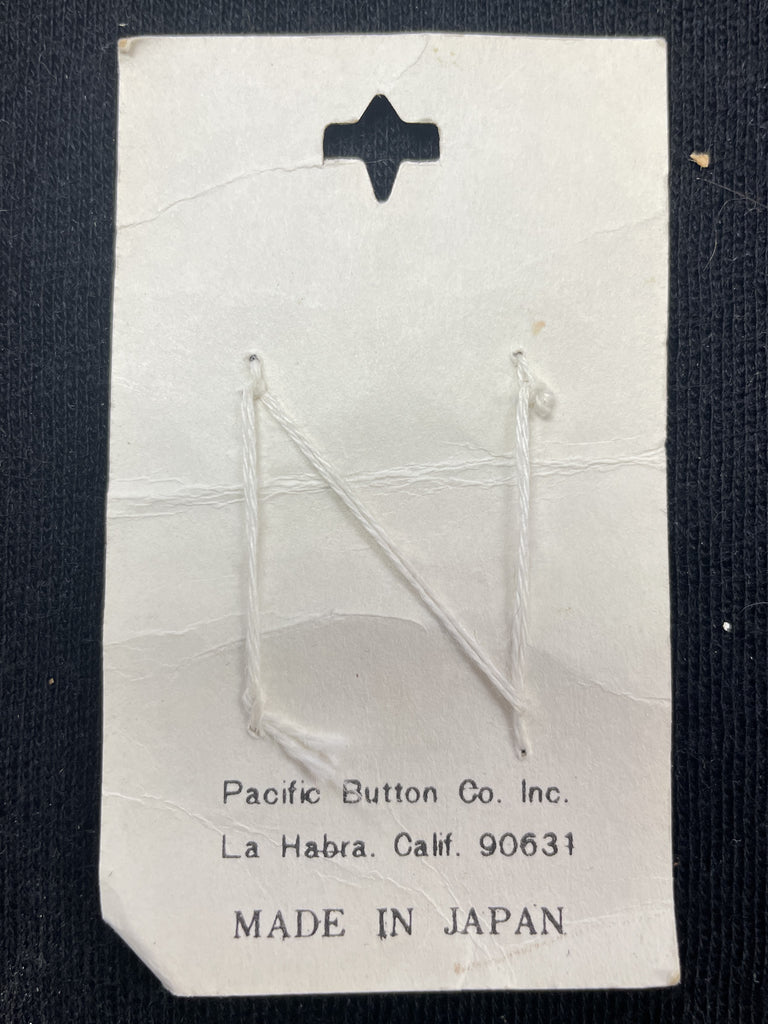 Pacific Button Co. Inc.
La Habra. Calif. 90631
MADE IN JAPAN